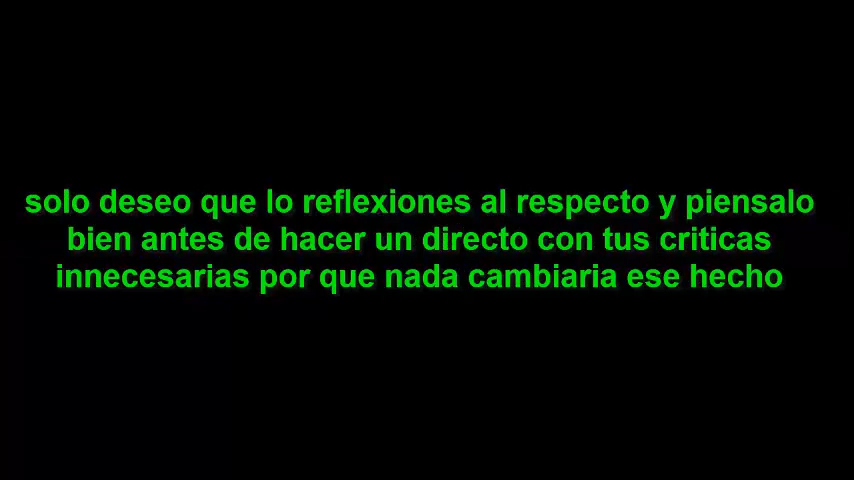 solo deseo que lo reflexiones al respecto y piensalo
bien antes de hacer un directo con tus criticas
innecesarias por que nada cambiaria ese hecho